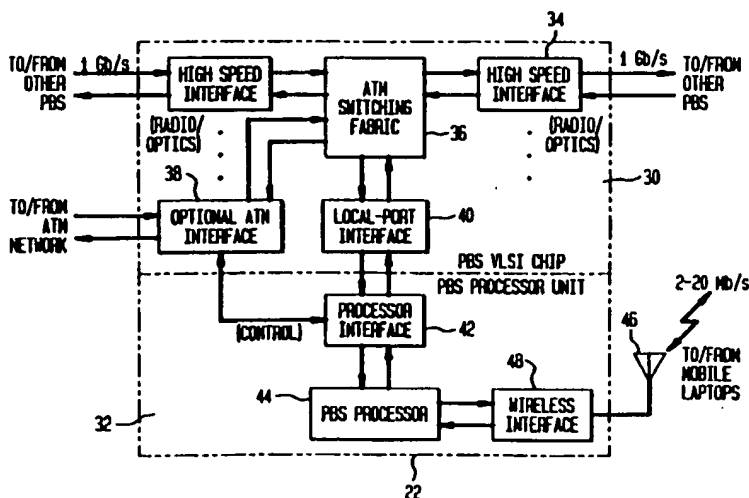 34
TO/FROM
OTHER
PBS
1 Gb/s
HIGH SPEED
INTERFACE
ATM
SWITCHING
FABRIC
HIGH SPEED
INTERFACE
1 Gb/s
TO/FROM
OTHER
PBS
(RADIO/
OPTICS)
36
(RADIO/
OPTICS)
38
30
TO/FROM
ATM
NETWORK
OPTIONAL ATM
INTERFACE
LOCAL-PORT
INTERFACE
40
PBS VLSI CHIP
PBS PROCESSOR UNIT
2-20 Mb/s
(CONTROL)
PROCESSOR
INTERFACE
42
46
TO/FROM
MOBILE
LAPTOPS
44
PBS PROCESSOR
48
WIRELESS
INTERFACE
32
22